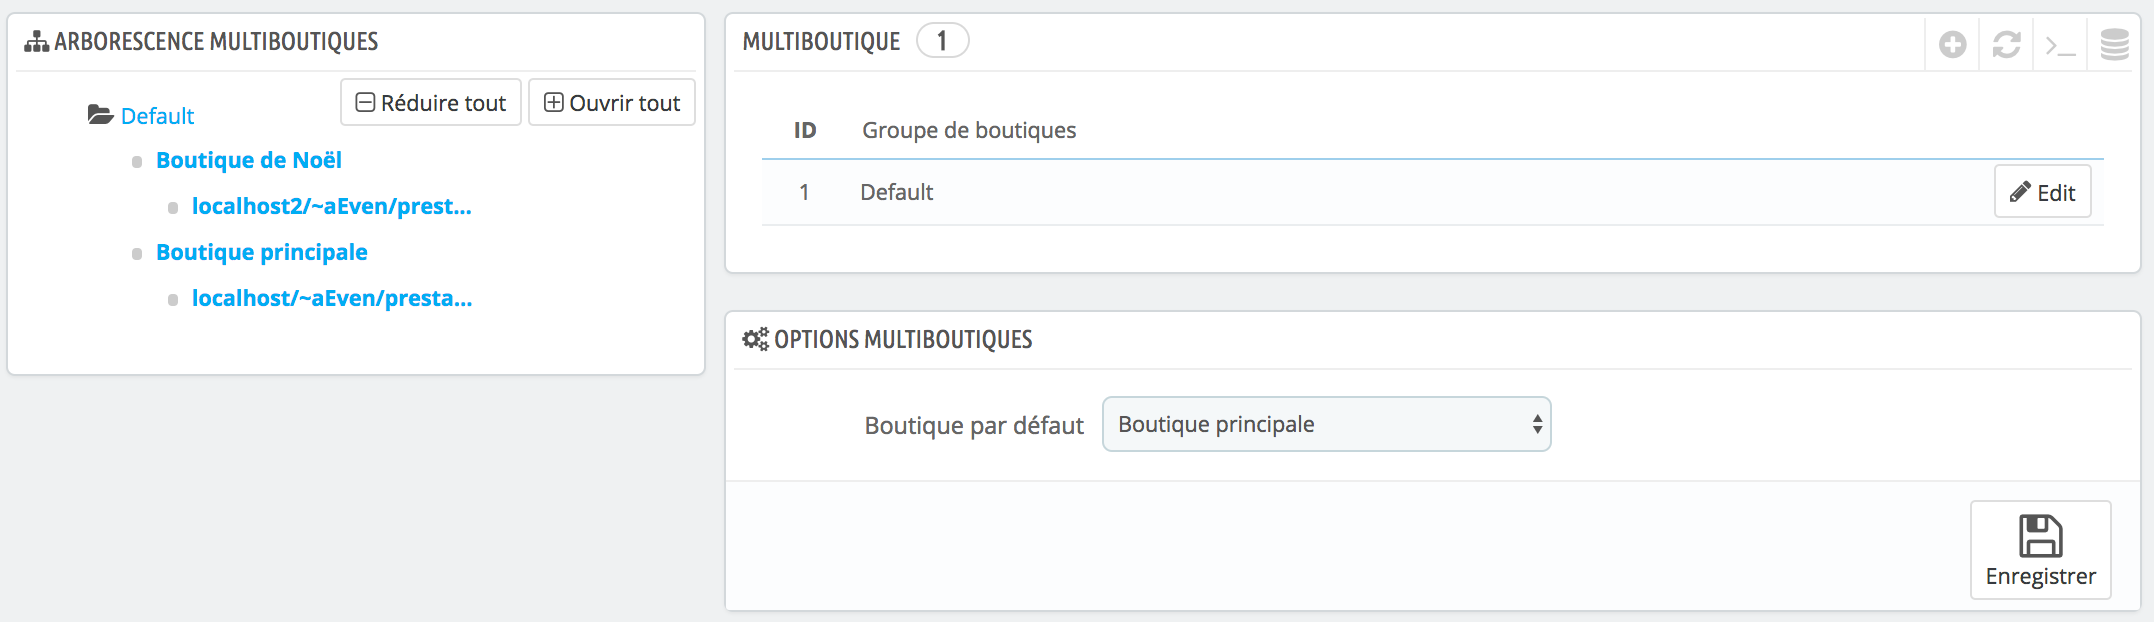 ARBORESCENCE MULTIBOUTIQUES
Réduire tout
Ouvrir tout
Default
Boutique de Noël
localhost2/~aEven/prest...
Boutique principale
localhost/~aEven/presta...
MULTIBOUTIQUE 1
ID Groupe de boutiques
1 Default Edit
OPTIONS MULTIBOUTIQUES
Boutique par défaut Boutique principale
Enregistrer